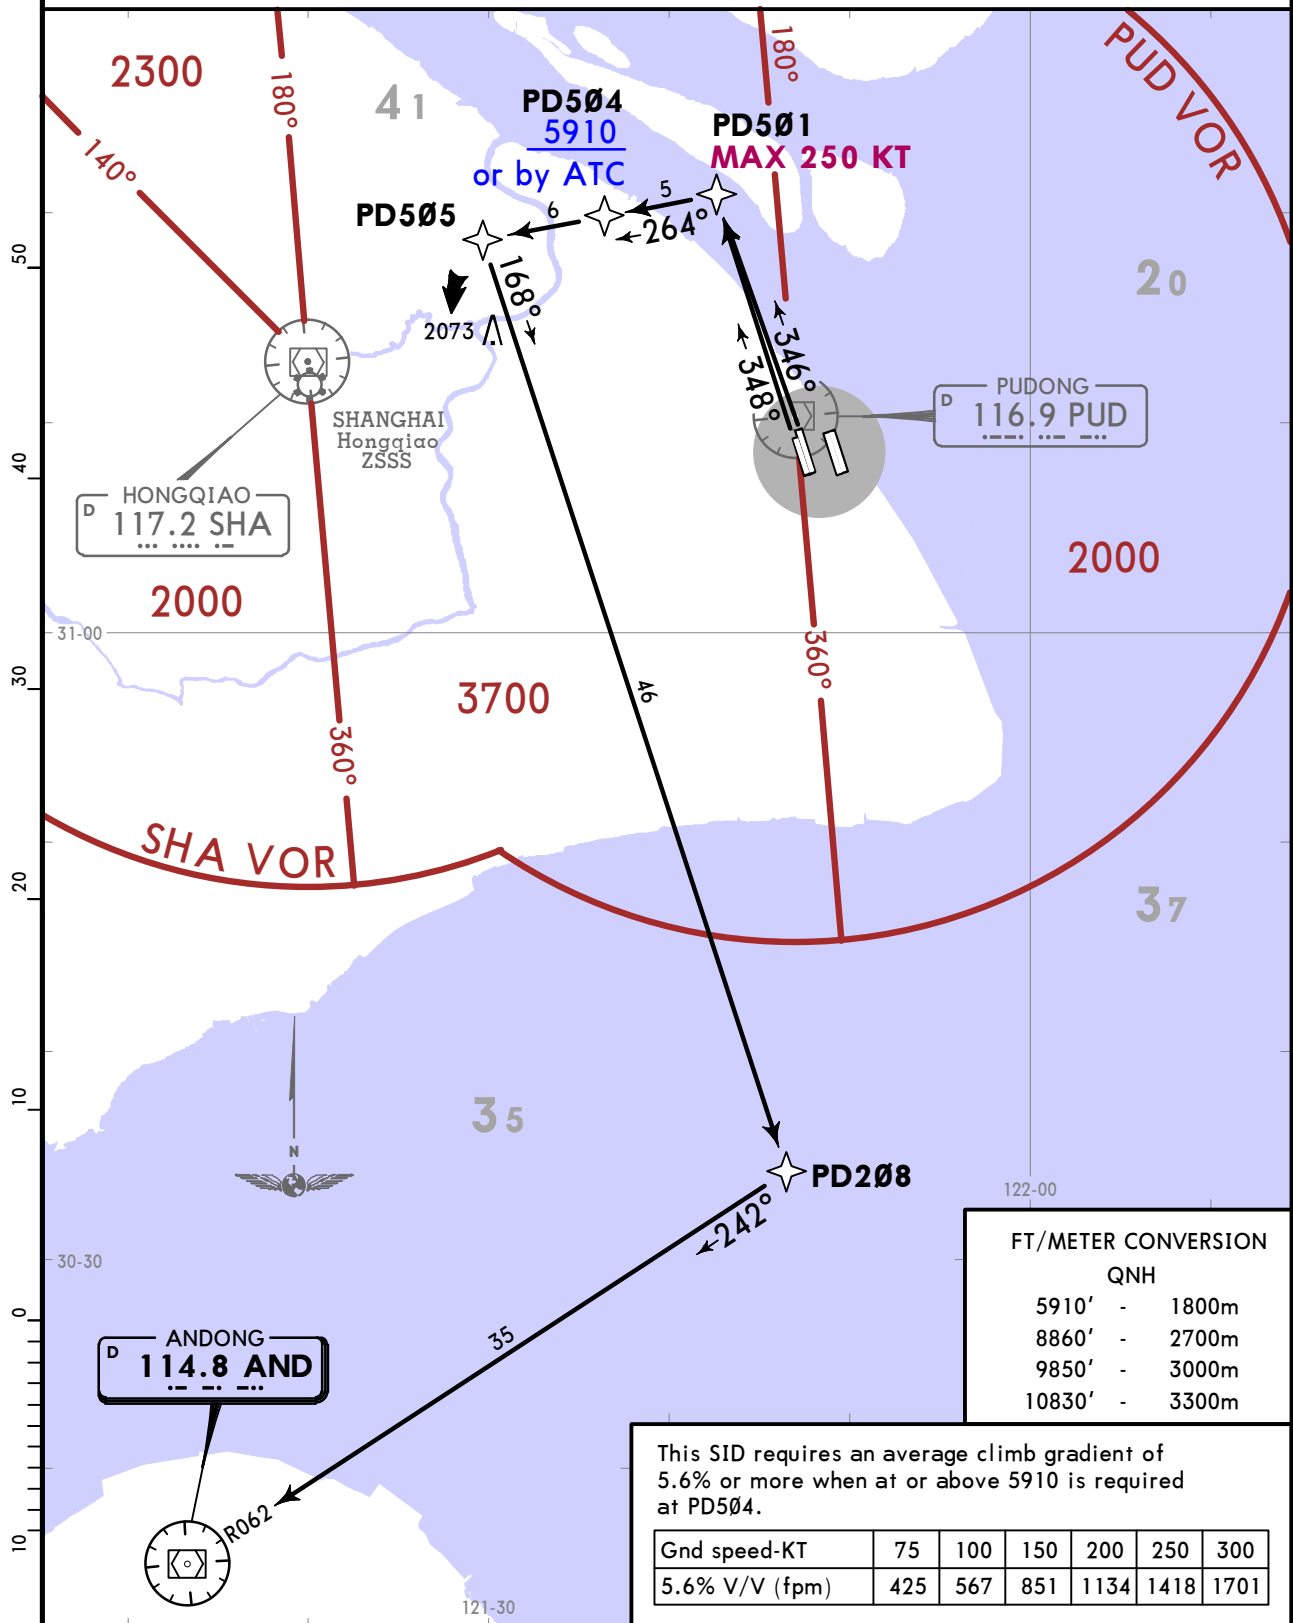 2300
180°
41
140°
PD5Ø4
5910
or by ATC
180°
PD5Ø1
MAX 250 KT
PUD VOR
PD5Ø5
6
5
←264°
50
20
168°→
2073
←348°
←346°
SHANGHAI
Hongqiao
ZSSS
D
PUDONG
116.9 PUD
40
D
HONGQIAO
117.2 SHA
2000
2000
31-00
30
3700
46
360°
360°
SHA VOR
20
37
10
35
N
PD2Ø8
←242°
122-00
30-30
0
35
D
ANDONG
114.8 AND
R062
10
121-30
FT/METER CONVERSION
QNH
5910' - 1800m
8860' - 2700m
9850' - 3000m
10830' - 3300m
This SID requires an average climb gradient of
5.6% or more when at or above 5910 is required
at PD5Ø4.
Gnd speed-KT 75 100 150 200 250 300
5.6% V/V (fpm) 425 567 851 1134 1418 1701